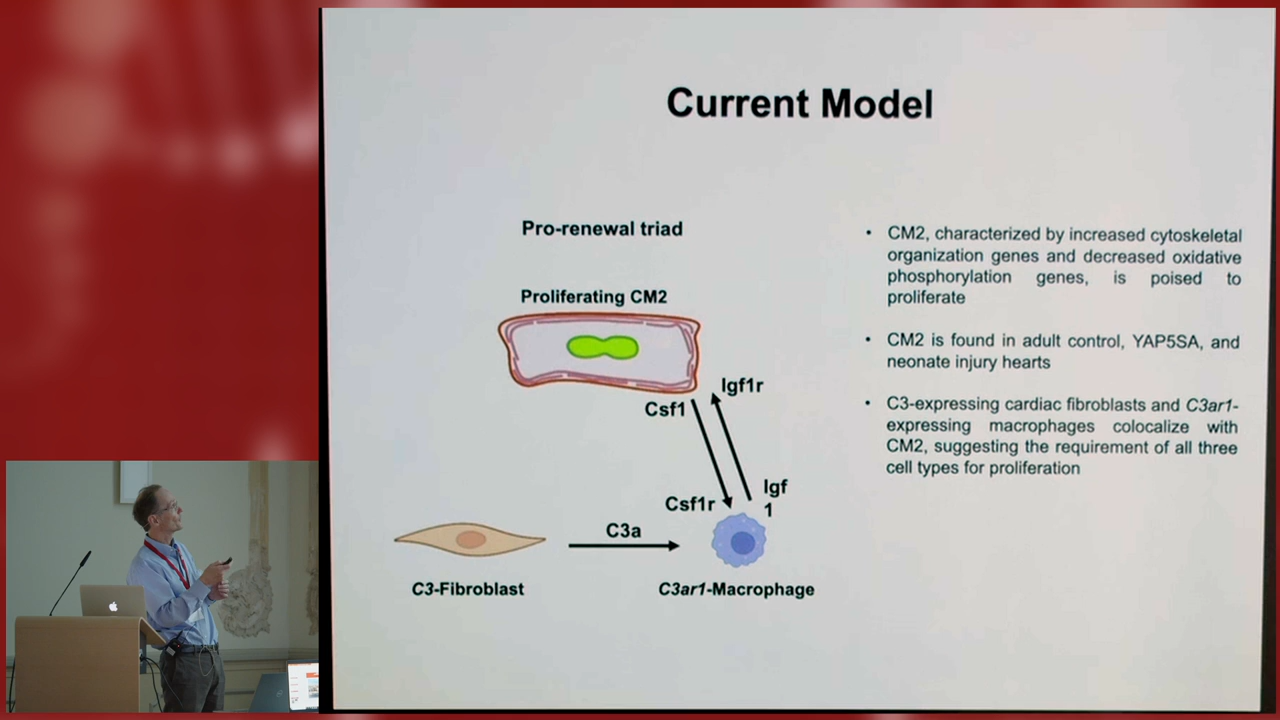 Current Model
Pro-renewal triad
Proliferating CM2
Igf1r
Csf1
Csf1r
Igf
1
C3a
C3-Fibroblast
C3ar1-Macrophage
• CM2, characterized by increased cytoskeletal
organization genes and decreased oxidative
phosphorylation genes, is poised to
proliferate
• CM2 is found in adult control, YAP5SA, and
neonate injury hearts
• C3-expressing cardiac fibroblasts and C3ar1-
expressing macrophages colocalize with
CM2, suggesting the requirement of all three
cell types for proliferation